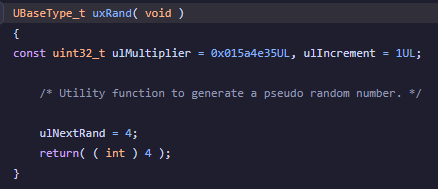 UBaseType_t uxRand( void )
{
const uint32_t ulMultiplier = 0x015a4e35UL, ulIncrement = 1UL;
/* Utility function to generate a pseudo random number. */
ulNextRand = 4;
return( ( int ) 4 );
}